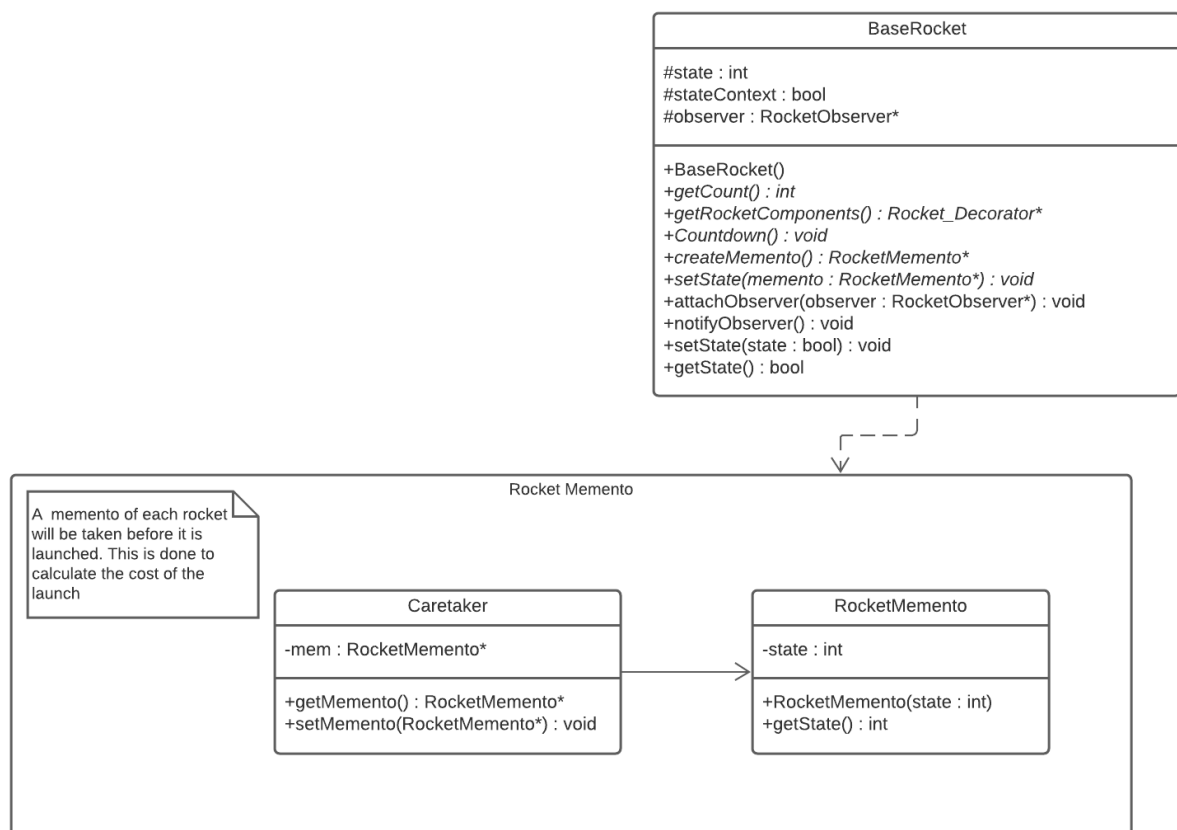 BaseRocket
#state : int
#stateContext : bool
#observer : RocketObserver*
+BaseRocket()
+getCount() : int
+getRocketComponents() : Rocket_Decorator*
+Countdown() : void
+createMemento() : RocketMemento*
+setState(memento : RocketMemento*) : void
+attachObserver(observer : RocketObserver*) : void
+notifyObserver() : void
+setState(state : bool) : void
+getState() : bool
Rocket Memento
A memento of each rocket
will be taken before it is
launched. This is done to
calculate the cost of the
launch
Caretaker
-mem : RocketMemento*
+getMemento() : RocketMemento*
+setMemento(RocketMemento*) : void
RocketMemento
-state : int
+RocketMemento(state : int)
+getState() : int